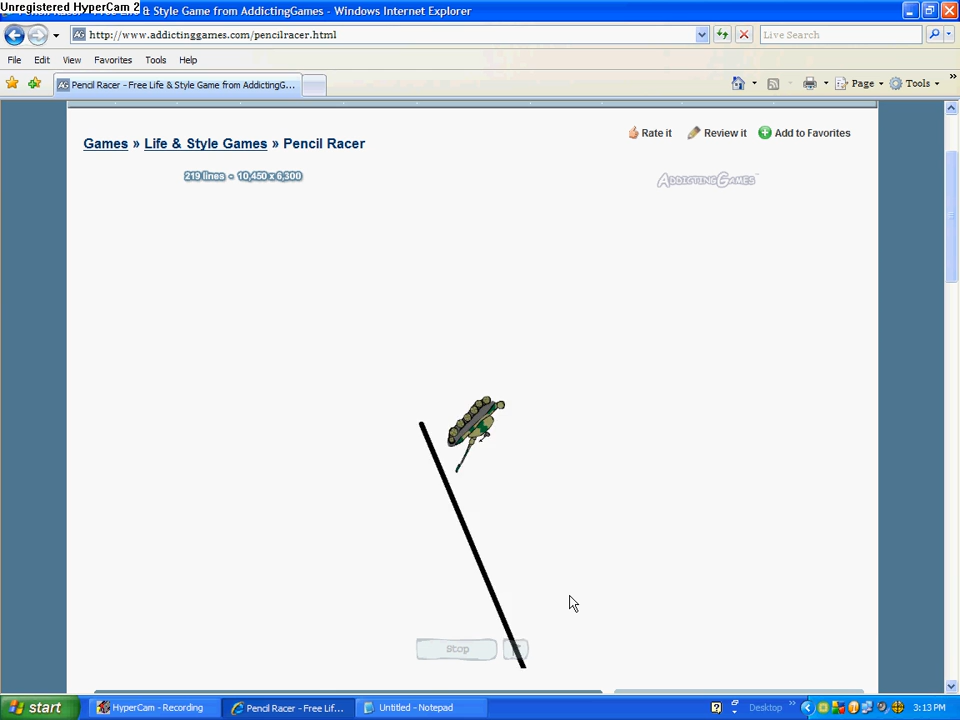 Unregistered HyperCam 2
& Style Game from AddictingGames - Windows Internet Explorer
http://www.addictinggames.com/pencilracer.html
Live Search
File Edit View Favorites Tools Help
AG Pencil Racer - Free Life & Style Game from AddictingG...
Page Tools
Games » Life & Style Games » Pencil Racer
Rate it Review it Add to Favorites
219 lines - 10,450 x 6,300
ADDICTINGGAMES
Stop
start
HyperCam - Recording
Pencil Racer - Free Lif...
Untitled - Notepad
Desktop
3:13 PM